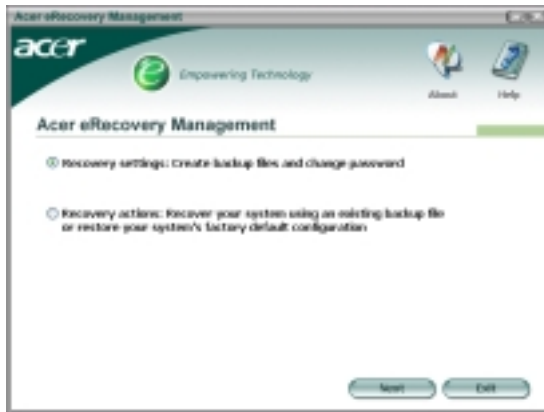 Acer eRecovery Management
acer
Empowering Technology
About
Help
Acer eRecovery Management
Recovery settings: Create backup files and change password
Recovery actions: Recover your system using an existing backup file
or restore your system's factory default configuration
Next
Exit